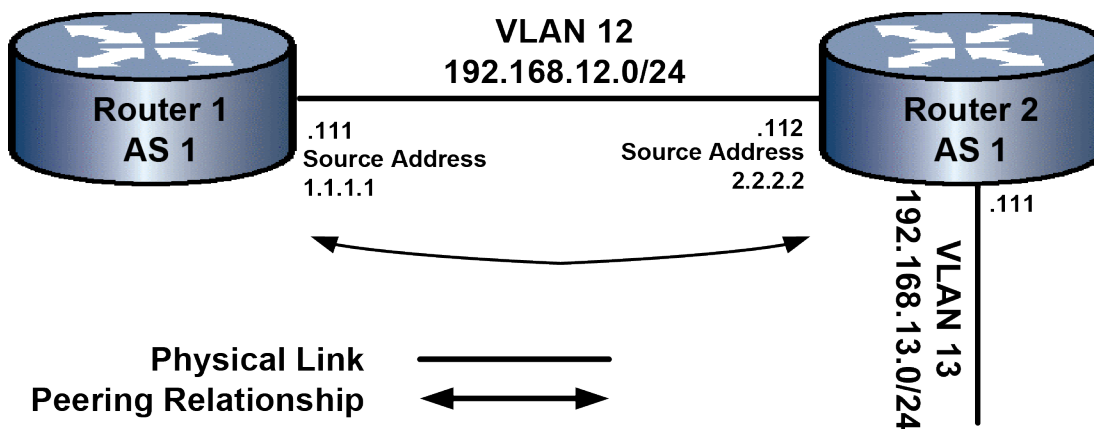 VLAN 12
192.168.12.0/24
Router 1
AS 1
Router 2
AS 1
.111
Source Address
1.1.1.1
.112
Source Address
2.2.2.2
.111
VLAN 13
192.168.13.0/24
Physical Link
Peering Relationship